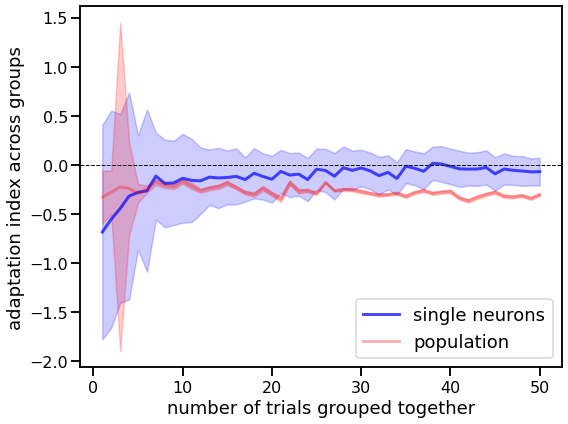 adaptation index across groups
1.5
1.0
0.5
0.0
−0.5
−1.0
−1.5
−2.0
single neurons
population
0 10 20 30 40 50
number of trials grouped together